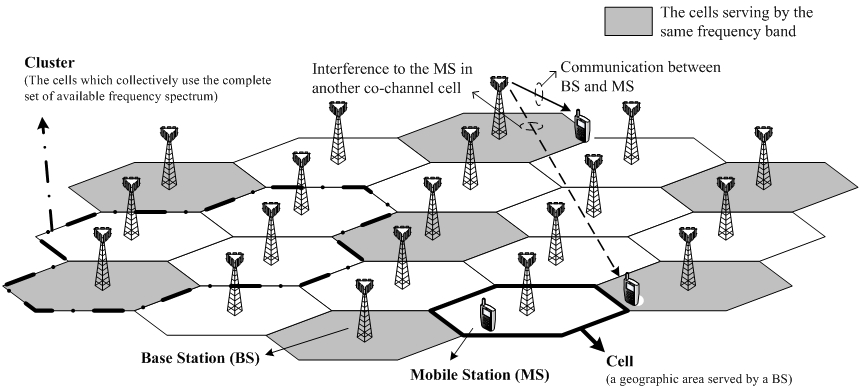 The cells serving by the
same frequency band
Cluster
(The cells which collectively use the complete
set of available frequency spectrum)
Interference to the MS in
another co-channel cell
Communication between
BS and MS
Base Station (BS)
Mobile Station (MS)
Cell
(a geographic area served by a BS)